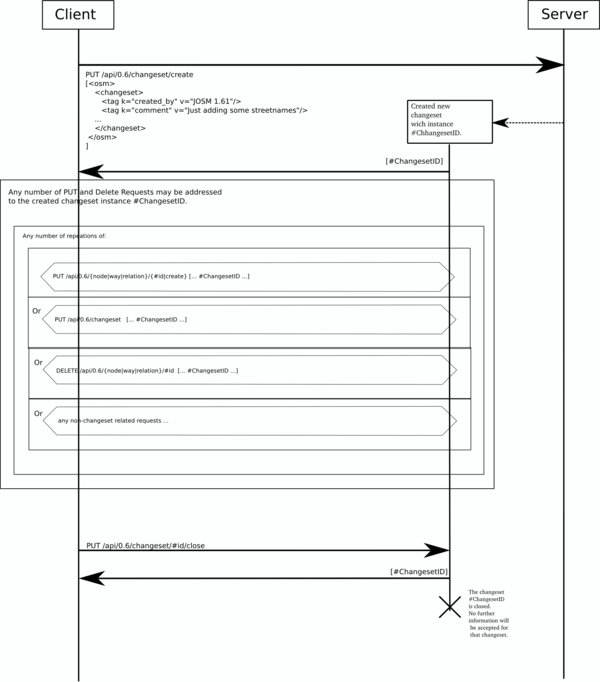 Client
Server
PUT /api/0.6/changeset/create
[<osm>
<changeset>
<tag k="created_by" v="JOSM 1.61"/>
<tag k="comment" v="Just adding some streetnames"/>
...
</changeset>
</osm>
]
Created new
changeset
wich instance
#ChhangesetID.
[#ChangesetID]
Any number of PUT and Delete Requests may be addressed
to the created changeset instance #ChangesetID.
Any number of repetions of:
PUT /api/0.6/{node|way|relation}/{#id|create} [... #ChangesetID ...]
Or
PUT /api/0.6/changeset [... #ChangesetID ...]
Or
DELETE /api/0.6/{node|way|relation}/#id [... #ChangesetID ...]
Or
any non-changeset related requests ...
PUT /api/0.6/changeset/#id/close
[#ChangesetID]
The changeset
#ChangesetID
is closed.
No further
information will
be accepted for
that changeset.